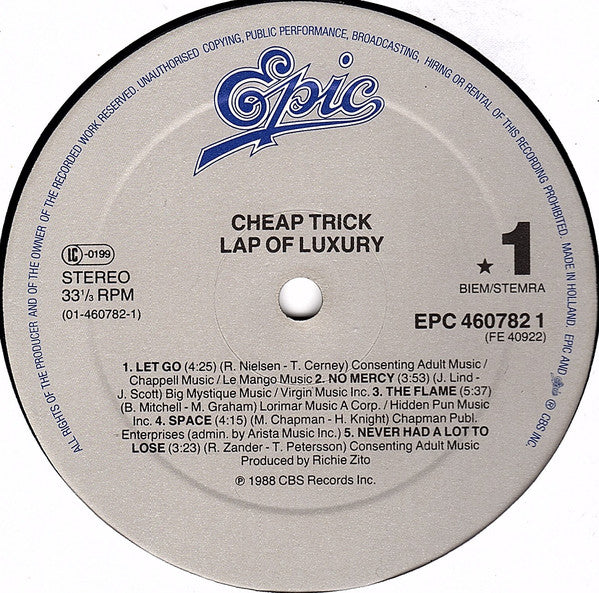 ALL RIGHTS OF THE PRODUCER AND OF THE OWNER OF THE RECORDED WORK RESERVED. UNAUTHORISED COPYING, PUBLIC PERFORMANCE, BROADCASTING, HIRING OR RENTAL OF THIS RECORDING PROHIBITED. MADE IN HOLLAND. EPIC AND Epic ® CBS INC.
Epic
CHEAP TRICK
LAP OF LUXURY
LC -0199
STEREO
33 1/3 RPM
(01-460782-1)
★ 1
BIEM/STEMRA
EPC 460782 1
(FE 40922)
1. LET GO (4:25) (R. Nielsen - T. Cerney) Consenting Adult Music /
Chappell Music / Le Mango Music 2. NO MERCY (3:53) (J. Lind -
J. Scott) Big Mystique Music / Virgin Music Inc. 3. THE FLAME (5:37)
(B. Mitchell - M. Graham) Lorimar Music A Corp. / Hidden Pun Music
Inc. 4. SPACE (4:15) (M. Chapman - H. Knight) Chapman Publ.
Enterprises (admin. by Arista Music Inc.) 5. NEVER HAD A LOT TO
LOSE (3:23) (R. Zander - T. Petersson) Consenting Adult Music
Produced by Richie Zito
℗ 1988 CBS Records Inc.